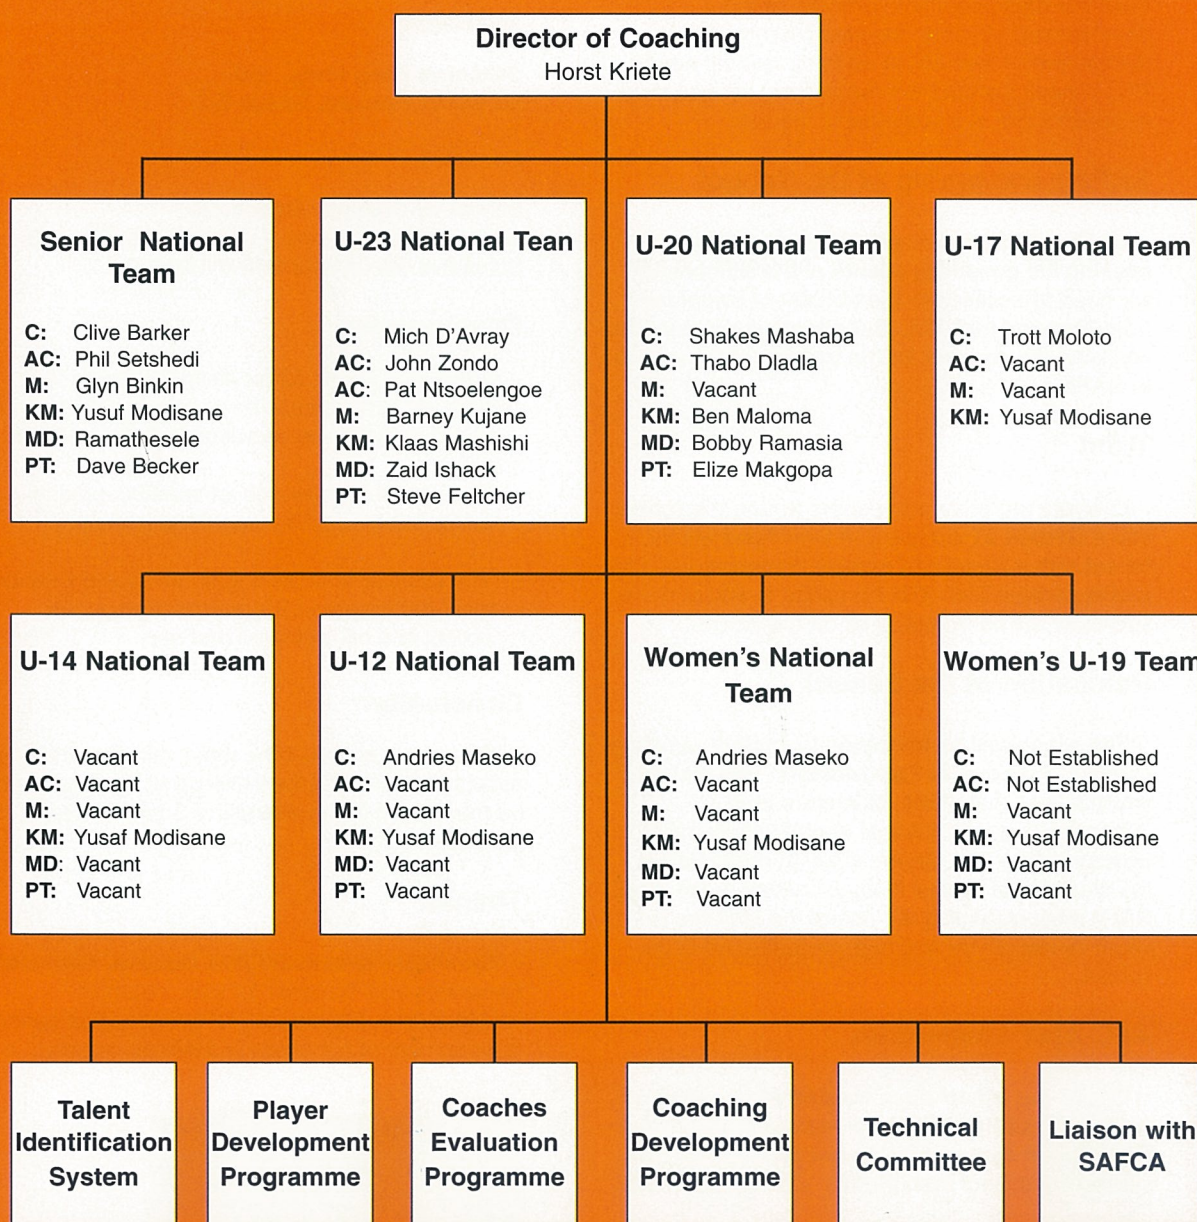 Director of Coaching
Horst Kriete
Senior National
Team
C: Clive Barker
AC: Phil Setshedi
M: Glyn Binkin
KM: Yusuf Modisane
MD: Ramathesele
PT: Dave Becker
U-23 National Tean
C: Mich D'Avray
AC: John Zondo
AC: Pat Ntsoelengoe
M: Barney Kujane
KM: Klaas Mashishi
MD: Zaid Ishack
PT: Steve Feltcher
U-20 National Team
C: Shakes Mashaba
AC: Thabo Dladla
M: Vacant
KM: Ben Maloma
MD: Bobby Ramasia
PT: Elize Makgopa
U-17 National Team
C: Trott Moloto
AC: Vacant
M: Vacant
KM: Yusaf Modisane
U-14 National Team
C: Vacant
AC: Vacant
M: Vacant
KM: Yusaf Modisane
MD: Vacant
PT: Vacant
U-12 National Team
C: Andries Maseko
AC: Vacant
M: Vacant
KM: Yusaf Modisane
MD: Vacant
PT: Vacant
Women's National
Team
C: Andries Maseko
AC: Vacant
M: Vacant
KM: Yusaf Modisane
MD: Vacant
PT: Vacant
Women's U-19 Team
C: Not Established
AC: Not Established
M: Vacant
KM: Yusaf Modisane
MD: Vacant
PT: Vacant
Talent
Identification
System
Player
Development
Programme
Coaches
Evaluation
Programme
Coaching
Development
Programme
Technical
Committee
Liaison with
SAFCA